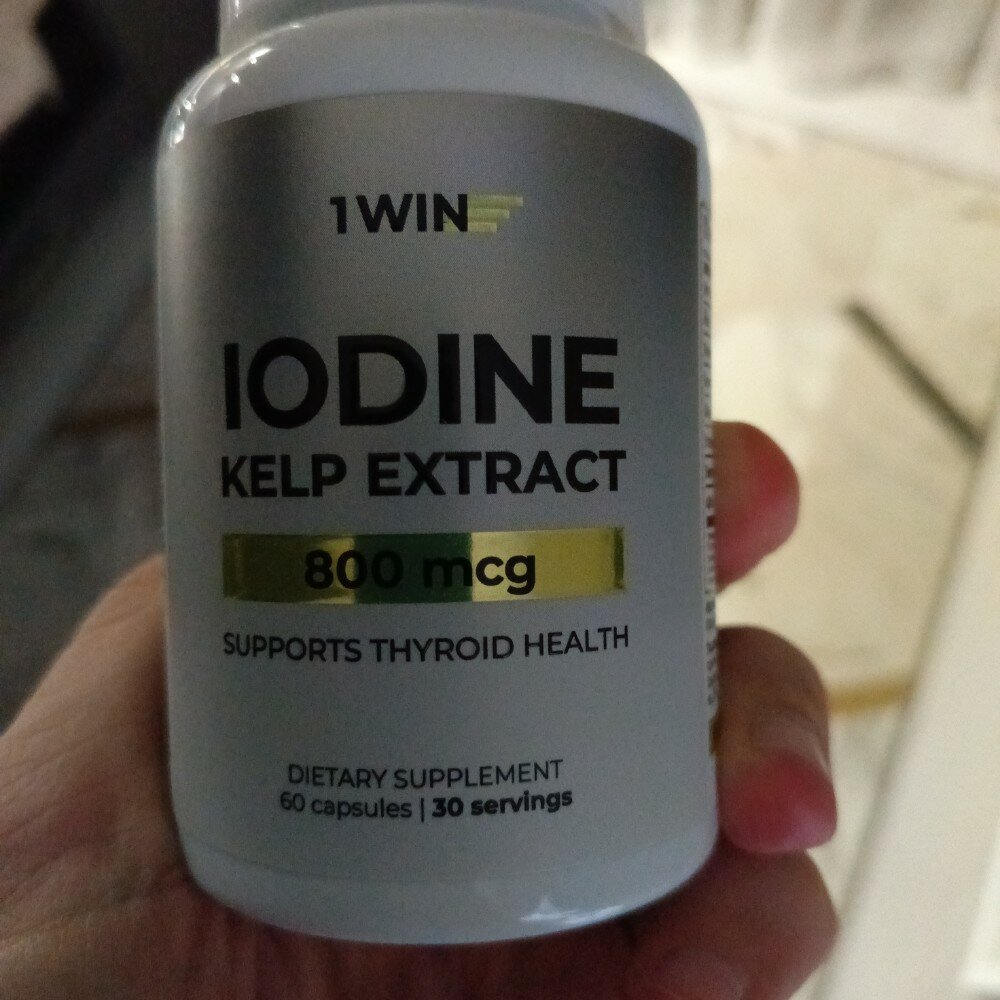 1WIN
IODINE
KELP EXTRACT
800 mcg
SUPPORTS THYROID HEALTH
DIETARY SUPPLEMENT
60 capsules | 30 servings